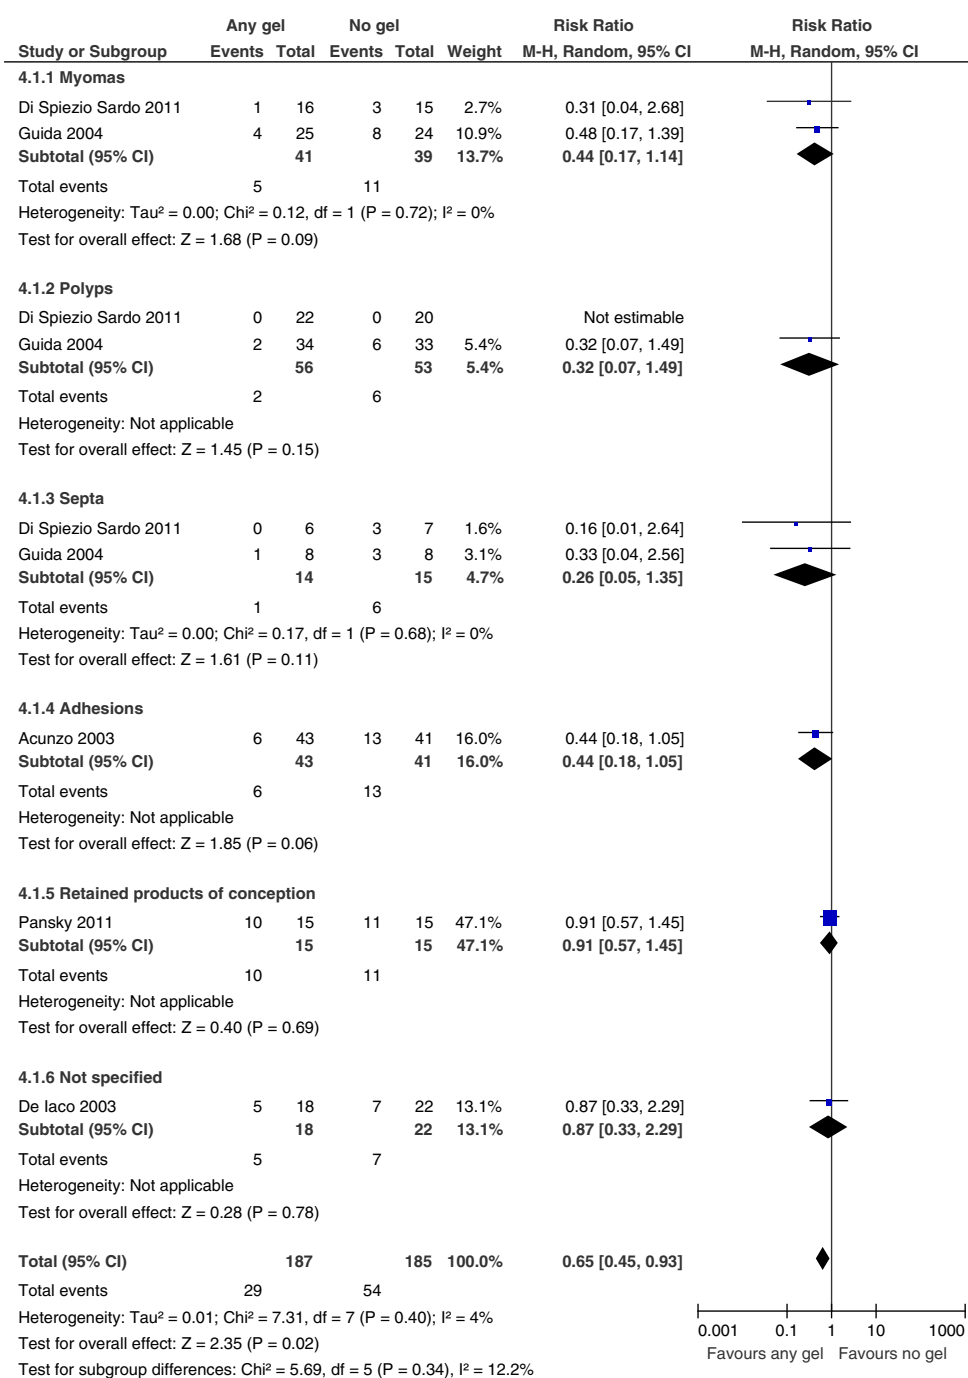 Any gel No gel Risk Ratio Risk Ratio
Study or Subgroup Events Total Events Total Weight M-H, Random, 95% CI M-H, Random, 95% CI
4.1.1 Myomas
Di Spiezio Sardo 2011 1 16 3 15 2.7% 0.31 [0.04, 2.68]
Guida 2004 4 25 8 24 10.9% 0.48 [0.17, 1.39]
Subtotal (95% CI) 41 39 13.7% 0.44 [0.17, 1.14]
Total events 5 11
Heterogeneity: Tau² = 0.00; Chi² = 0.12, df = 1 (P = 0.72); I² = 0%
Test for overall effect: Z = 1.68 (P = 0.09)
4.1.2 Polyps
Di Spiezio Sardo 2011 0 22 0 20 Not estimable
Guida 2004 2 34 6 33 5.4% 0.32 [0.07, 1.49]
Subtotal (95% CI) 56 53 5.4% 0.32 [0.07, 1.49]
Total events 2 6
Heterogeneity: Not applicable
Test for overall effect: Z = 1.45 (P = 0.15)
4.1.3 Septa
Di Spiezio Sardo 2011 0 6 3 7 1.6% 0.16 [0.01, 2.64]
Guida 2004 1 8 3 8 3.1% 0.33 [0.04, 2.56]
Subtotal (95% CI) 14 15 4.7% 0.26 [0.05, 1.35]
Total events 1 6
Heterogeneity: Tau² = 0.00; Chi² = 0.17, df = 1 (P = 0.68); I² = 0%
Test for overall effect: Z = 1.61 (P = 0.11)
4.1.4 Adhesions
Acunzo 2003 6 43 13 41 16.0% 0.44 [0.18, 1.05]
Subtotal (95% CI) 43 41 16.0% 0.44 [0.18, 1.05]
Total events 6 13
Heterogeneity: Not applicable
Test for overall effect: Z = 1.85 (P = 0.06)
4.1.5 Retained products of conception
Pansky 2011 10 15 11 15 47.1% 0.91 [0.57, 1.45]
Subtotal (95% CI) 15 15 47.1% 0.91 [0.57, 1.45]
Total events 10 11
Heterogeneity: Not applicable
Test for overall effect: Z = 0.40 (P = 0.69)
4.1.6 Not specified
De Iaco 2003 5 18 7 22 13.1% 0.87 [0.33, 2.29]
Subtotal (95% CI) 18 22 13.1% 0.87 [0.33, 2.29]
Total events 5 7
Heterogeneity: Not applicable
Test for overall effect: Z = 0.28 (P = 0.78)
Total (95% CI) 187 185 100.0% 0.65 [0.45, 0.93]
Total events 29 54
Heterogeneity: Tau² = 0.01; Chi² = 7.31, df = 7 (P = 0.40); I² = 4%
Test for overall effect: Z = 2.35 (P = 0.02)
Test for subgroup differences: Chi² = 5.69, df = 5 (P = 0.34), I² = 12.2%
0.001 0.1 1 10 1000
Favours any gel Favours no gel